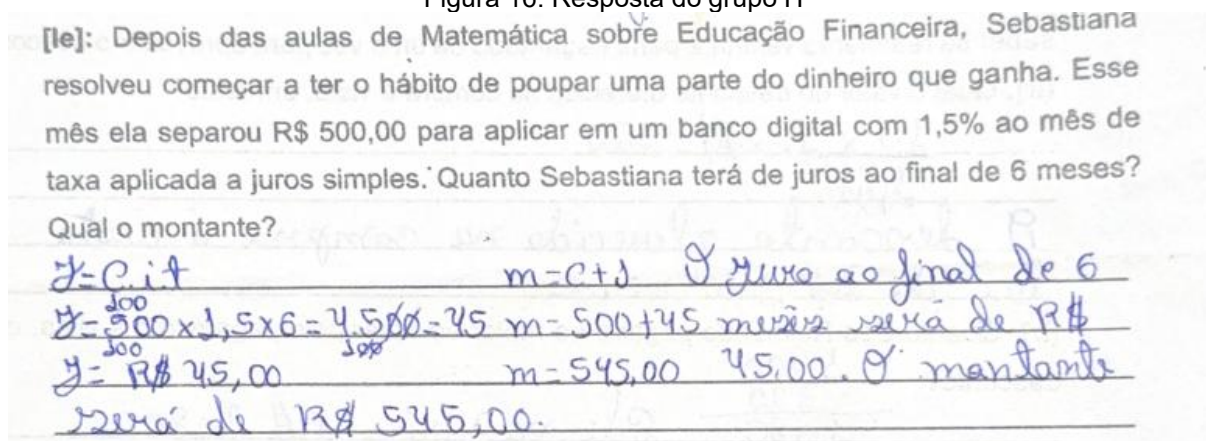 Figura 16: Resposta do grupo H
[Ie]: Depois das aulas de Matemática sobre Educação Financeira, Sebastiana
resolveu começar a ter o hábito de poupar uma parte do dinheiro que ganha. Esse
mês ela separou R$ 500,00 para aplicar em um banco digital com 1,5% ao mês de
taxa aplicada a juros simples. Quanto Sebastiana terá de juros ao final de 6 meses?
Qual o montante?
J=C.i.t m=C+J O juro ao final de 6
J=500x1,5x6=4.500=45 m=500+45 meses será de R$
100 100 100
J= R$ 45,00 m=545,00 45,00. O montante
será de R$ 545,00.